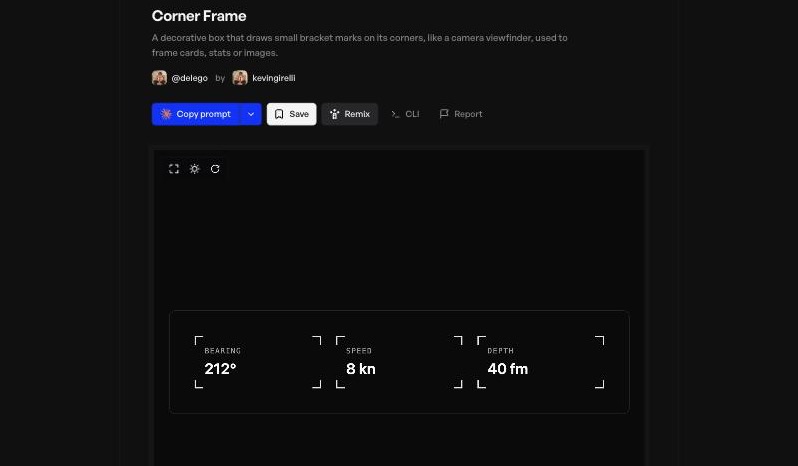 Corner Frame
A decorative box that draws small bracket marks on its corners, like a camera viewfinder, used to
frame cards, stats or images.
@delego by kevingirelli
Copy prompt Save Remix CLI Report
BEARING SPEED DEPTH
212° 8 kn 40 fm